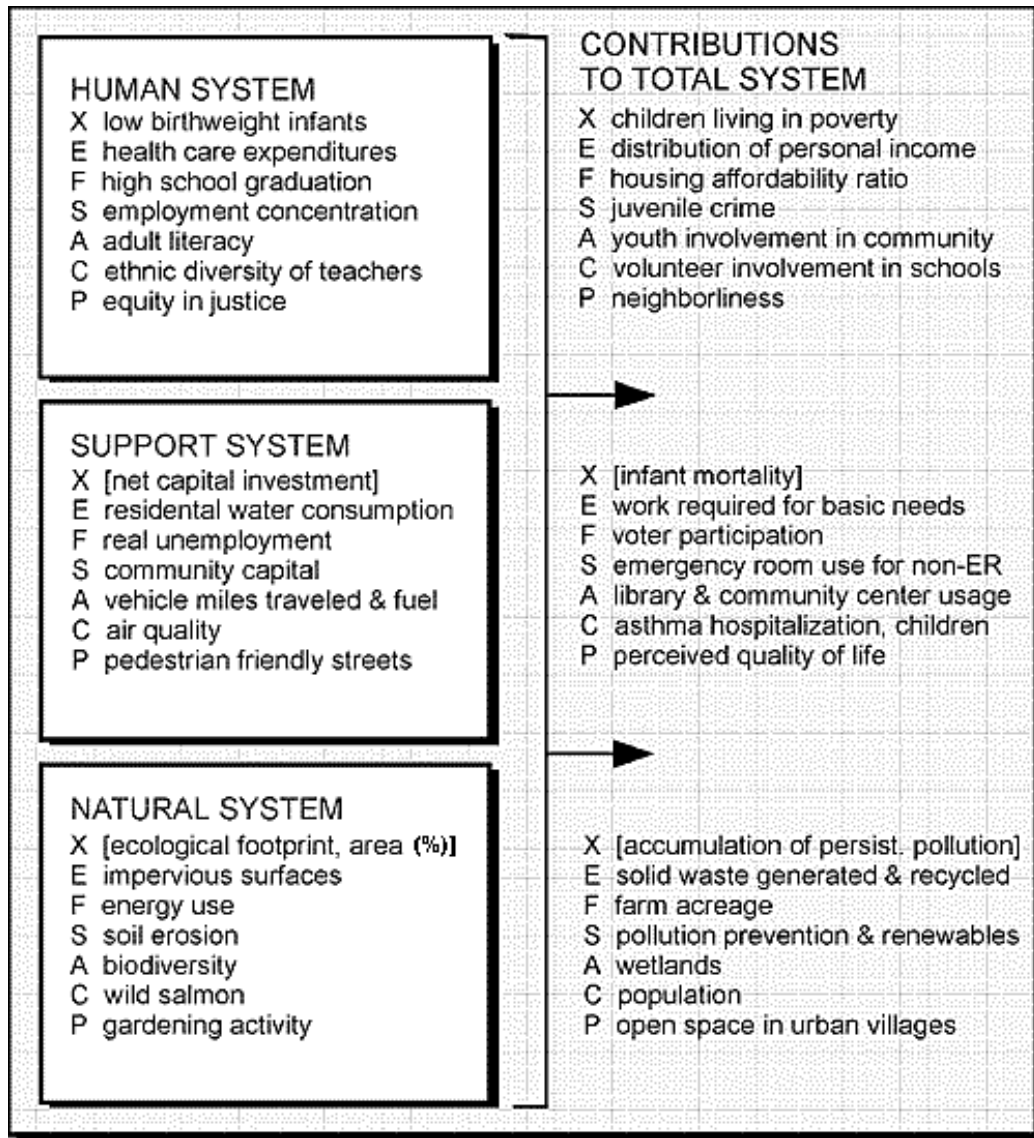 HUMAN SYSTEM
X low birthweight infants
E health care expenditures
F high school graduation
S employment concentration
A adult literacy
C ethnic diversity of teachers
P equity in justice
CONTRIBUTIONS
TO TOTAL SYSTEM
X children living in poverty
E distribution of personal income
F housing affordability ratio
S juvenile crime
A youth involvement in community
C volunteer involvement in schools
P neighborliness
SUPPORT SYSTEM
X [net capital investment]
E residental water consumption
F real unemployment
S community capital
A vehicle miles traveled & fuel
C air quality
P pedestrian friendly streets
X [infant mortality]
E work required for basic needs
F voter participation
S emergency room use for non-ER
A library & community center usage
C asthma hospitalization, children
P perceived quality of life
NATURAL SYSTEM
X [ecological footprint, area (%)]
E impervious surfaces
F energy use
S soil erosion
A biodiversity
C wild salmon
P gardening activity
X [accumulation of persist. pollution]
E solid waste generated & recycled
F farm acreage
S pollution prevention & renewables
A wetlands
C population
P open space in urban villages